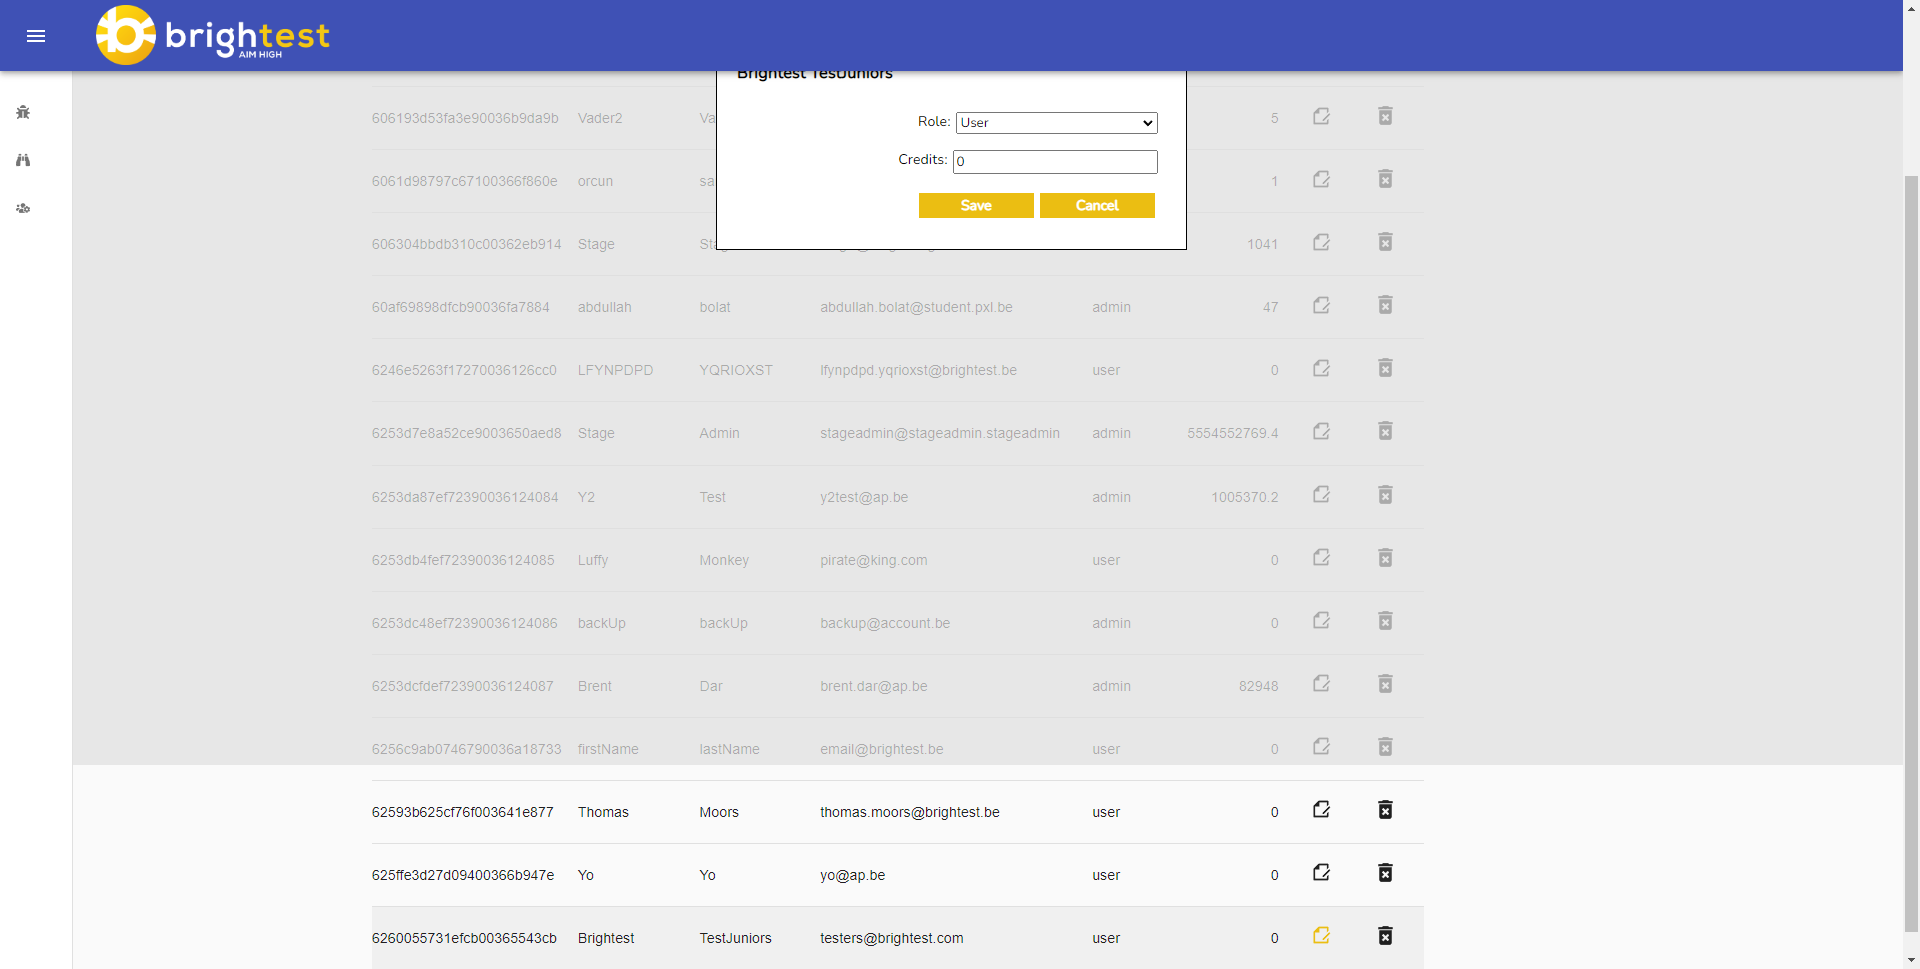 brightest
AIM HIGH
Brightest TestJuniors
Role: User
Credits: 0
Save Cancel
606193d53fa3e90036b9da9b Vader2 Va 5
6061d98797c67100366f860e orcun sa 1
606304bbdb310c00362eb914 Stage 1041
60af69898dfcb90036fa7884 abdullah bolat abdullah.bolat@student.pxl.be admin 47
6246e5263f17270036126cc0 LFYNPDPD YQRIOXST lfynpdpd.yqrioxst@brightest.be user 0
6253d7e8a52ce9003650aed8 Stage Admin stageadmin@stageadmin.stageadmin admin 5554552769.4
6253da87ef72390036124084 Y2 Test y2test@ap.be admin 1005370.2
6253db4fef72390036124085 Luffy Monkey pirate@king.com user 0
6253dc48ef72390036124086 backUp backUp backup@account.be admin 0
6253dcfdef72390036124087 Brent Dar brent.dar@ap.be admin 82948
6256c9ab0746790036a18733 firstName lastName email@brightest.be user 0
62593b625cf76f003641e877 Thomas Moors thomas.moors@brightest.be user 0
625ffe3d27d09400366b947e Yo Yo yo@ap.be user 0
6260055731efcb00365543cb Brightest TestJuniors testers@brightest.com user 0